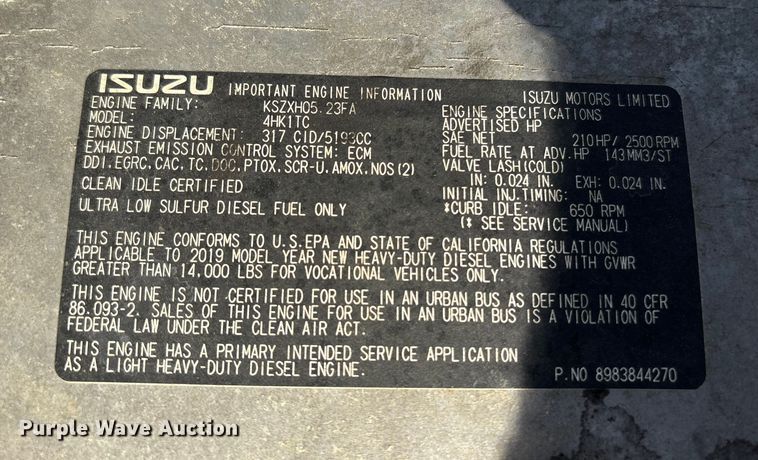 ISUZU IMPORTANT ENGINE INFORMATION ISUZU MOTORS LIMITED
ENGINE FAMILY: KSZXH05.23FA
MODEL: 4HK1TC
ENGINE DISPLACEMENT: 317 CID/5193CC
EXHAUST EMISSION CONTROL SYSTEM: ECM
DDI.EGRC.CAC.TC.DOC.PTOX.SCR-U.AMOX.NOS(2)
CLEAN IDLE CERTIFIED
ULTRA LOW SULFUR DIESEL FUEL ONLY
ENGINE SPECIFICATIONS
ADVERTISED HP
SAE NET 210HP/2500RPM
FUEL RATE AT ADV.HP 143MM3/ST
VALVE LASH(COLD)
IN: 0.024 IN. EXH: 0.024 IN.
INITIAL INJ.TIMING: NA
*CURB IDLE: 650 RPM
(* SEE SERVICE MANUAL)
THIS ENGINE CONFORMS TO U.S.EPA AND STATE OF CALIFORNIA REGULATIONS
APPLICABLE TO 2019 MODEL YEAR NEW HEAVY-DUTY DIESEL ENGINES WITH GVWR
GREATER THAN 14,000 LBS FOR VOCATIONAL VEHICLES ONLY.
THIS ENGINE IS NOT CERTIFIED FOR USE IN AN URBAN BUS AS DEFINED IN 40 CFR
86.093-2. SALES OF THIS ENGINE FOR USE IN AN URBAN BUS IS A VIOLATION OF
FEDERAL LAW UNDER THE CLEAN AIR ACT.
THIS ENGINE HAS A PRIMARY INTENDED SERVICE APPLICATION
AS A LIGHT HEAVY-DUTY DIESEL ENGINE.
P.NO 8983844270
Purple Wave Auction